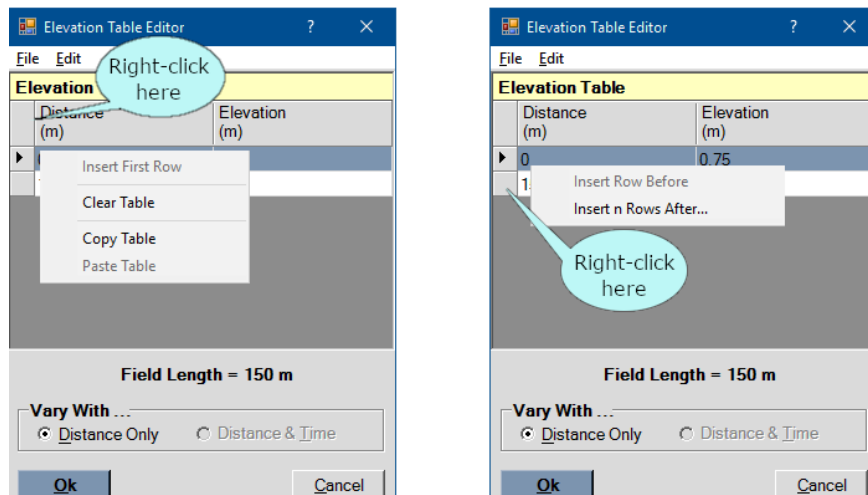 Elevation Table Editor ? ×
File Edit
Right-click
here
Elevation
Distance Elevation
(m) (m)
Insert First Row
Clear Table
Copy Table
Paste Table
Field Length = 150 m
Vary With ...
Distance Only Distance & Time
Ok Cancel
Elevation Table Editor ? ×
File Edit
Elevation Table
Distance Elevation
(m) (m)
0 0.75
1
Insert Row Before
Insert n Rows After...
Right-click
here
Field Length = 150 m
Vary With ...
Distance Only Distance & Time
Ok Cancel